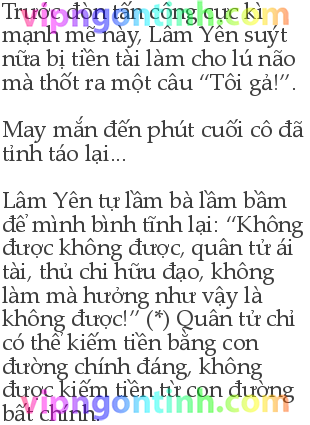 Trước đòn tấn công cực kì
mạnh mẽ này, Lâm Yên suýt
nữa bị tiền tài làm cho lú não
mà thốt ra một câu “Tôi gả!”.
May mắn đến phút cuối cô đã
tỉnh táo lại...
Lâm Yên tự lầm bà lầm bầm
để mình bình tĩnh lại: “Không
được không được, quân tử ái
tài, thủ chi hữu đạo, không
làm mà hưởng như vậy là
không được!” (*) Quân tử chỉ
có thể kiếm tiền bằng con
đường chính đáng, không
được kiếm tiền từ con đường
bất chính.
vipngontinh.com
vipngontinh.com